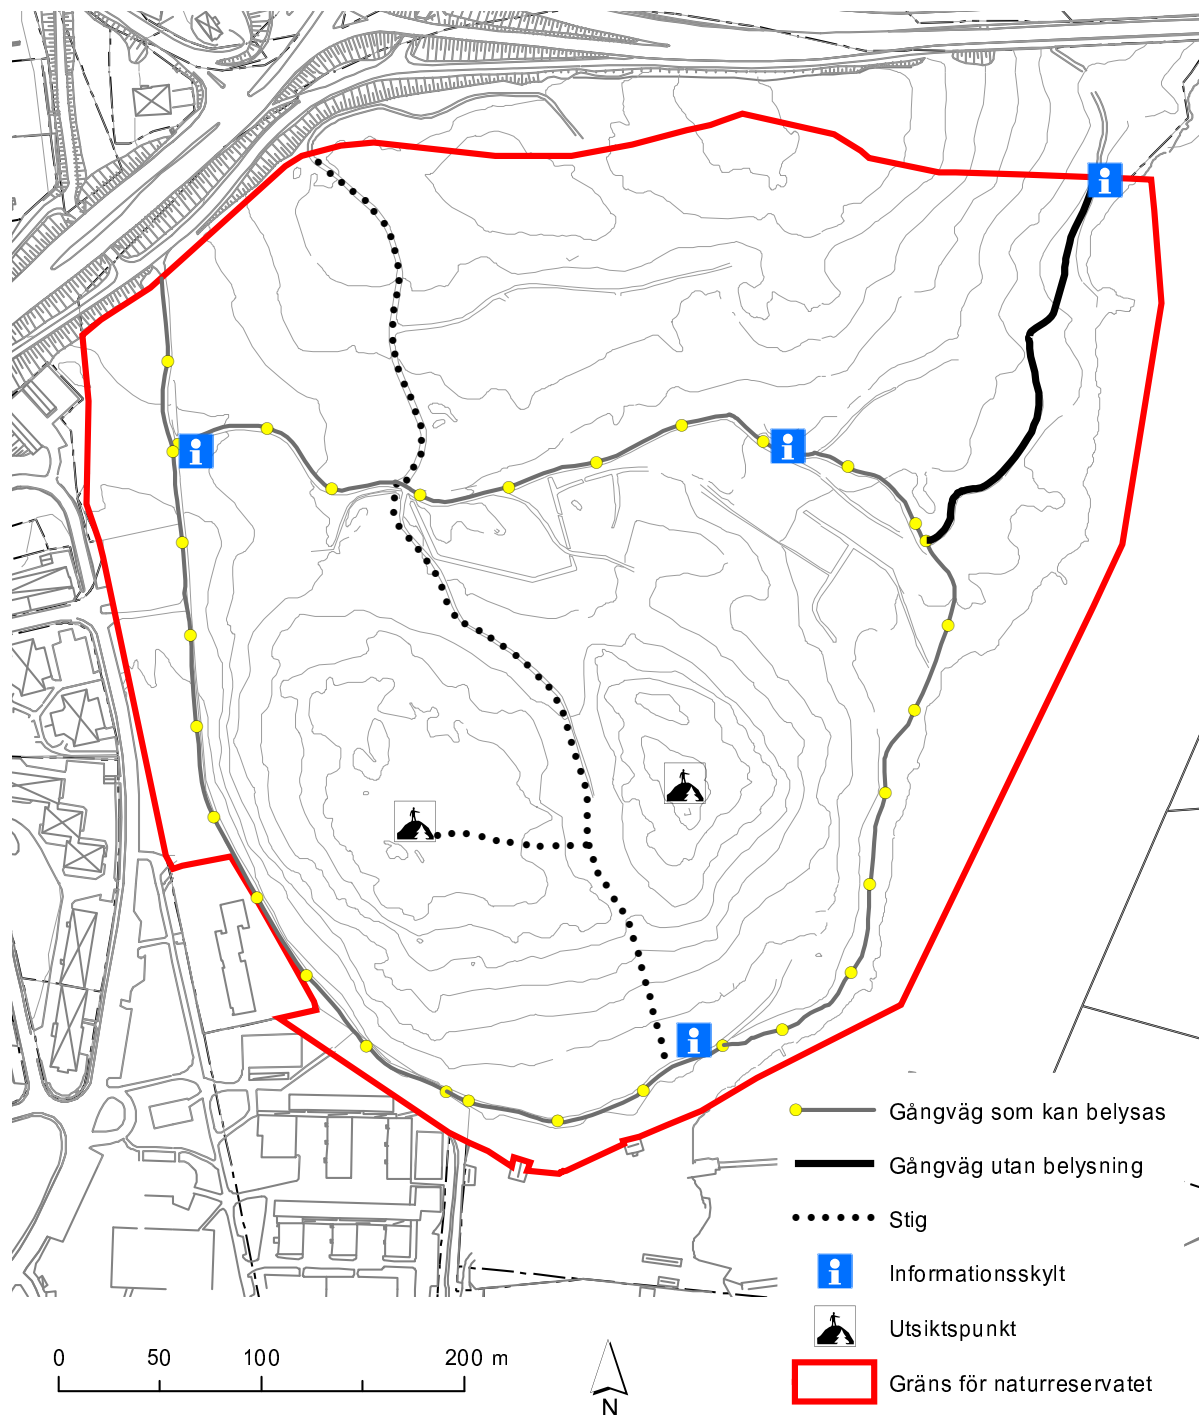 Gångväg som kan belysas
Gångväg utan belysning
Stig
Informationsskylt
Utsiktspunkt
Gräns för naturreservatet
0 50 100 200 m
N